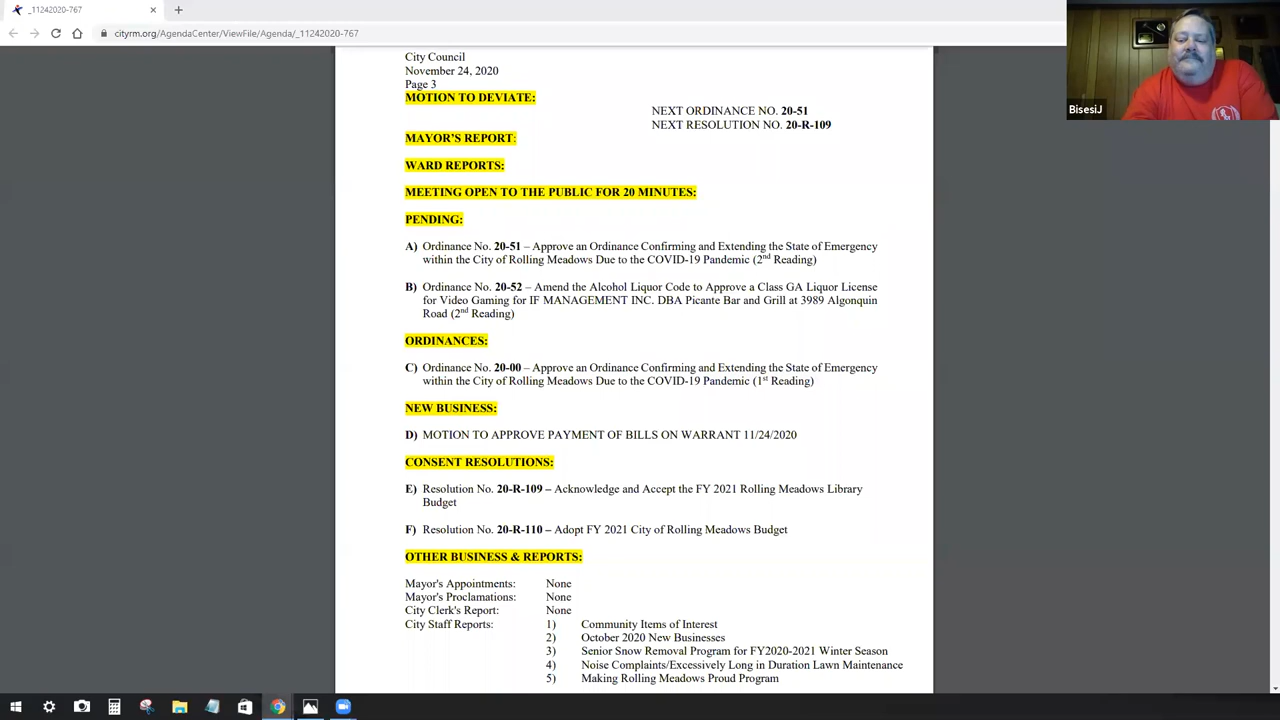 _11242020-767
cityrm.org/AgendaCenter/ViewFile/Agenda/_11242020-767
BisesiJ
City Council
November 24, 2020
Page 3
MOTION TO DEVIATE:
NEXT ORDINANCE NO. 20-51
NEXT RESOLUTION NO. 20-R-109
MAYOR'S REPORT:
WARD REPORTS:
MEETING OPEN TO THE PUBLIC FOR 20 MINUTES:
PENDING:
A) Ordinance No. 20-51 – Approve an Ordinance Confirming and Extending the State of Emergency
within the City of Rolling Meadows Due to the COVID-19 Pandemic (2nd Reading)
B) Ordinance No. 20-52 – Amend the Alcohol Liquor Code to Approve a Class GA Liquor License
for Video Gaming for IF MANAGEMENT INC. DBA Picante Bar and Grill at 3989 Algonquin
Road (2nd Reading)
ORDINANCES:
C) Ordinance No. 20-00 – Approve an Ordinance Confirming and Extending the State of Emergency
within the City of Rolling Meadows Due to the COVID-19 Pandemic (1st Reading)
NEW BUSINESS:
D) MOTION TO APPROVE PAYMENT OF BILLS ON WARRANT 11/24/2020
CONSENT RESOLUTIONS:
E) Resolution No. 20-R-109 – Acknowledge and Accept the FY 2021 Rolling Meadows Library
Budget
F) Resolution No. 20-R-110 – Adopt FY 2021 City of Rolling Meadows Budget
OTHER BUSINESS & REPORTS:
Mayor's Appointments: None
Mayor's Proclamations: None
City Clerk's Report: None
City Staff Reports: 1) Community Items of Interest
2) October 2020 New Businesses
3) Senior Snow Removal Program for FY2020-2021 Winter Season
4) Noise Complaints/Excessively Long in Duration Lawn Maintenance
5) Making Rolling Meadows Proud Program